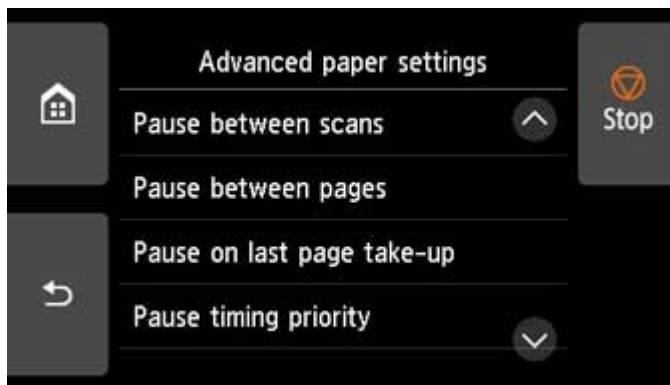 Advanced paper settings
Pause between scans
Stop
Pause between pages
Pause on last page take-up
Pause timing priority